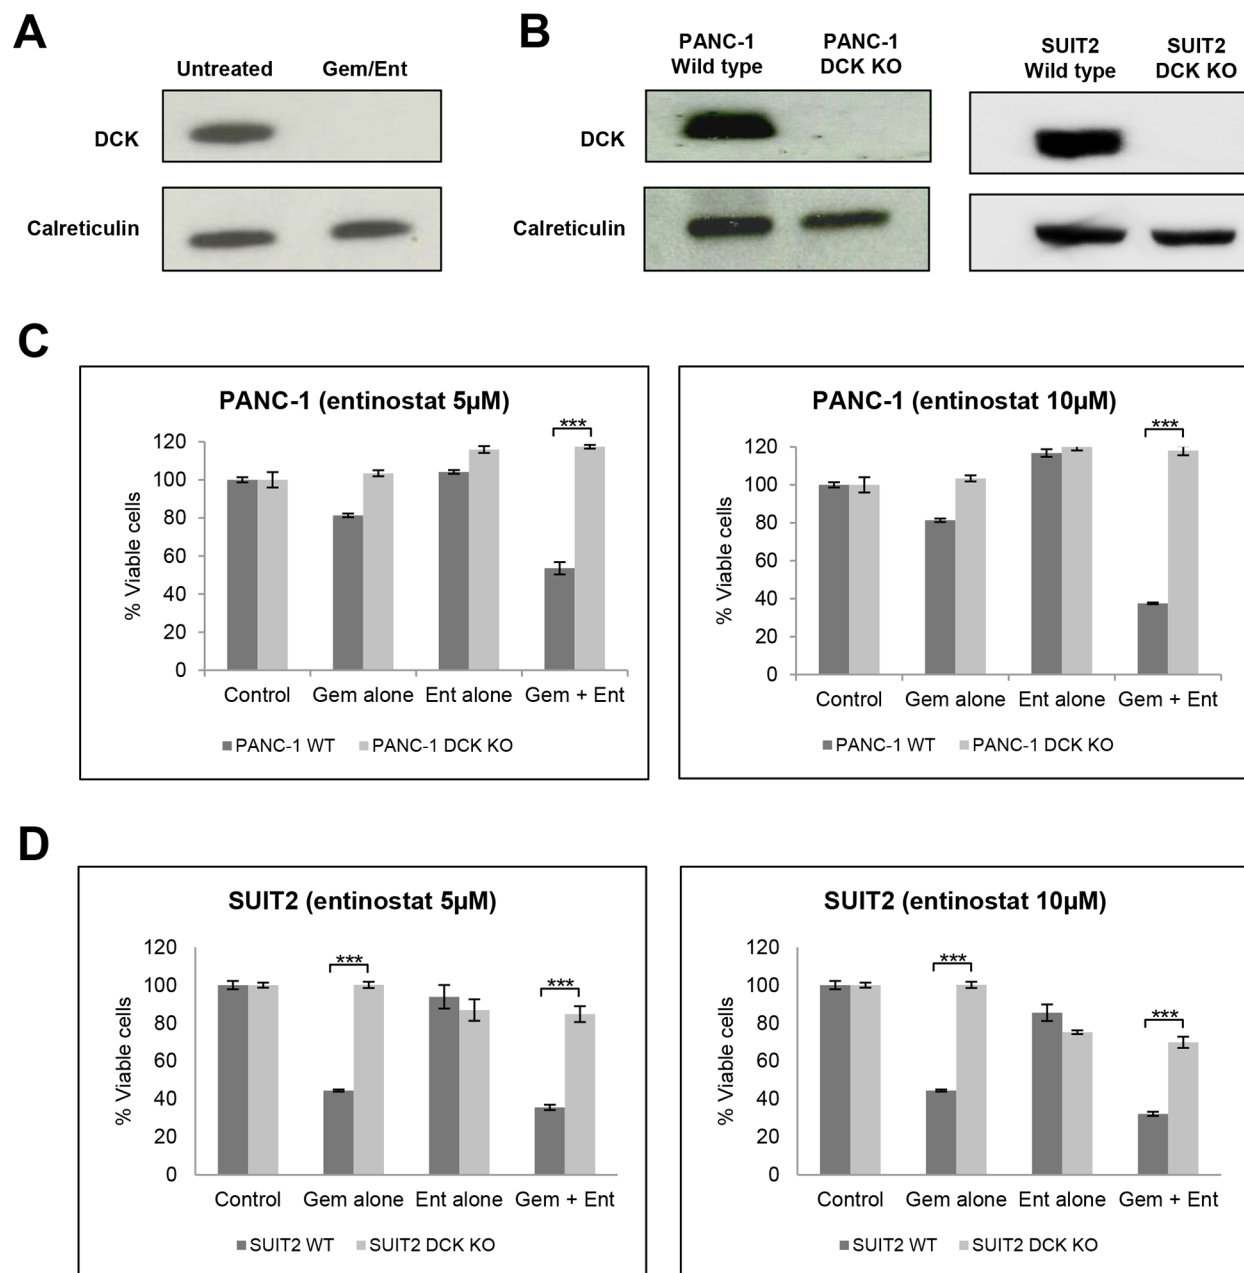 A
Untreated
Gem/Ent
DCK
Calreticulin
B
PANC-1
Wild type
PANC-1
DCK KO
SUIT2
Wild type
SUIT2
DCK KO
DCK
Calreticulin
C
PANC-1 (entinostat 5µM)
***
% Viable cells
120
100
80
60
40
20
0
Control
Gem alone
Ent alone
Gem + Ent
PANC-1 WT
PANC-1 DCK KO
PANC-1 (entinostat 10µM)
***
% Viable cells
120
100
80
60
40
20
0
Control
Gem alone
Ent alone
Gem + Ent
PANC-1 WT
PANC-1 DCK KO
D
SUIT2 (entinostat 5µM)
***
***
% Viable cells
120
100
80
60
40
20
0
Control
Gem alone
Ent alone
Gem + Ent
SUIT2 WT
SUIT2 DCK KO
SUIT2 (entinostat 10µM)
***
***
% Viable cells
120
100
80
60
40
20
0
Control
Gem alone
Ent alone
Gem + Ent
SUIT2 WT
SUIT2 DCK KO